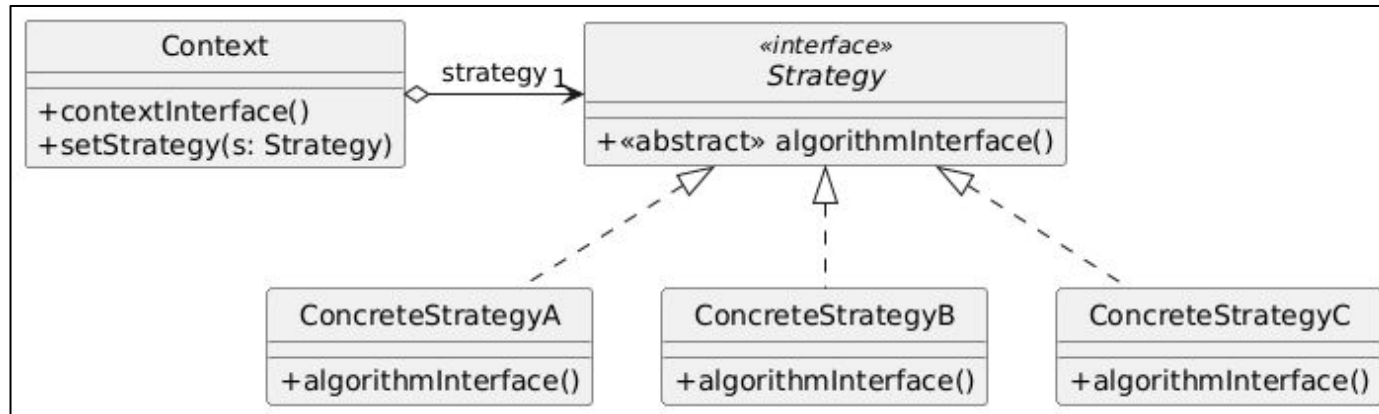 Context
+contextInterface()
+setStrategy(s: Strategy)
strategy 1
«interface»
Strategy
+«abstract» algorithmInterface()
ConcreteStrategyA
+algorithmInterface()
ConcreteStrategyB
+algorithmInterface()
ConcreteStrategyC
+algorithmInterface()